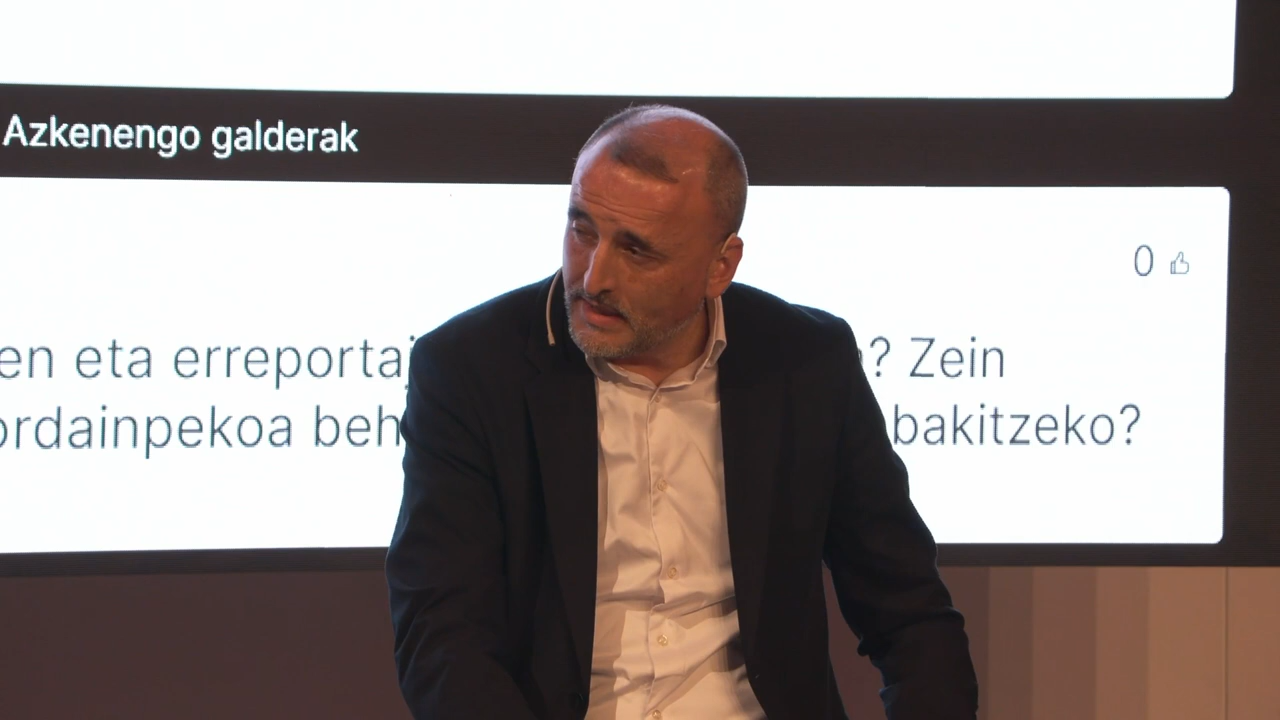 Azkenengo galderak
0
en eta erreportaj ? Zein
ordainpekoa beh bakitzeko?